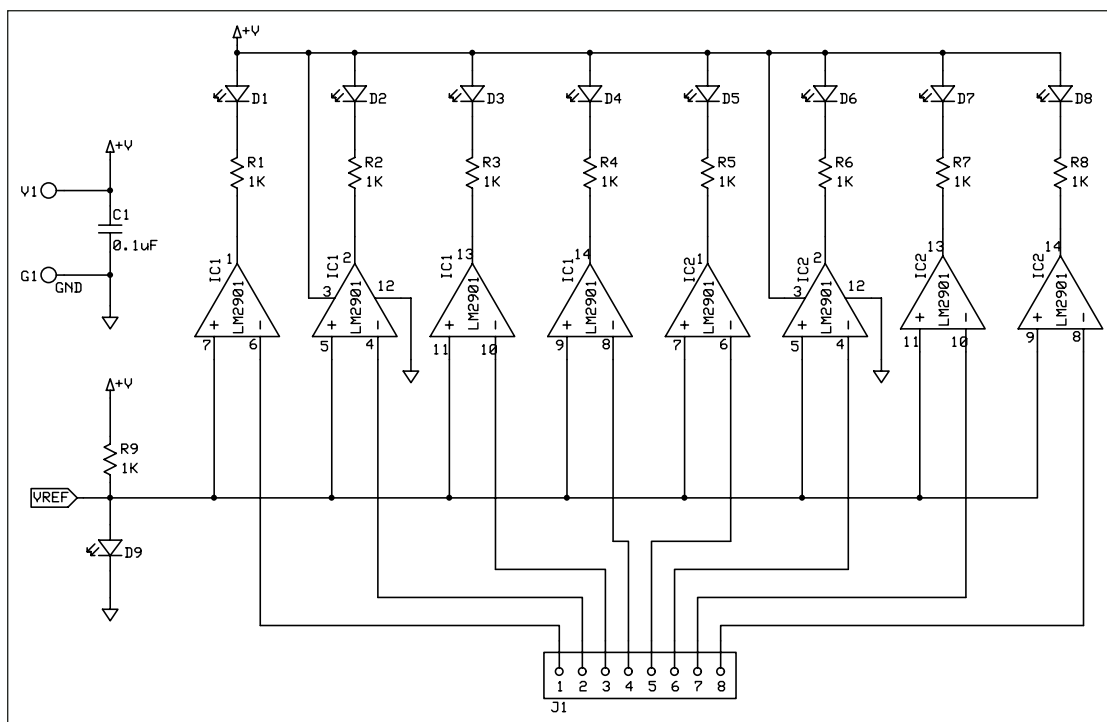 +V
D1 D2 D3 D4 D5 D6 D7 D8
+V
R1 R2 R3 R4 R5 R6 R7 R8
1K 1K 1K 1K 1K 1K 1K 1K
V1
C1
0.1uF
G1
GND
IC1 1 IC1 2 IC1 13 IC1 14 IC2 1 IC2 2 IC2 13 IC2 14
3 12 3 12
LM2901 LM2901 LM2901 LM2901 LM2901 LM2901 LM2901 LM2901
+ − + − + − + − + − + − + − + −
7 6 5 4 11 10 9 8 7 6 5 4 11 10 9 8
+V
R9
1K
VREF
D9
1 2 3 4 5 6 7 8
J1